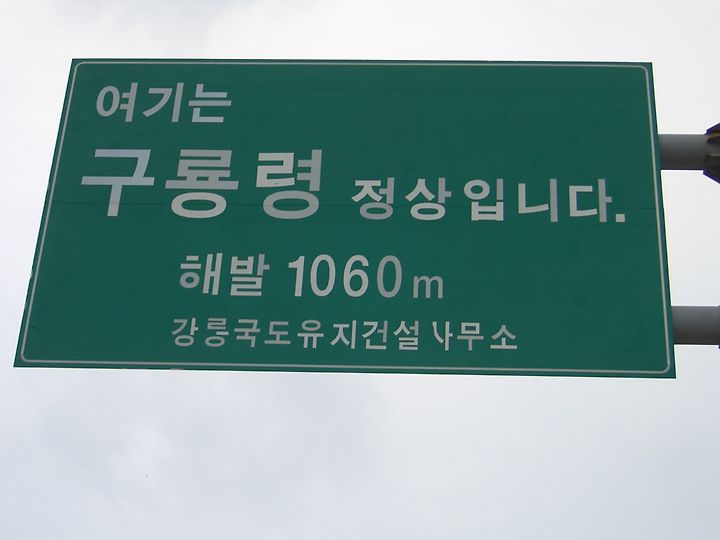 여기는
구룡령 정상입니다.
해발 1060m
강릉국도유지건설사무소